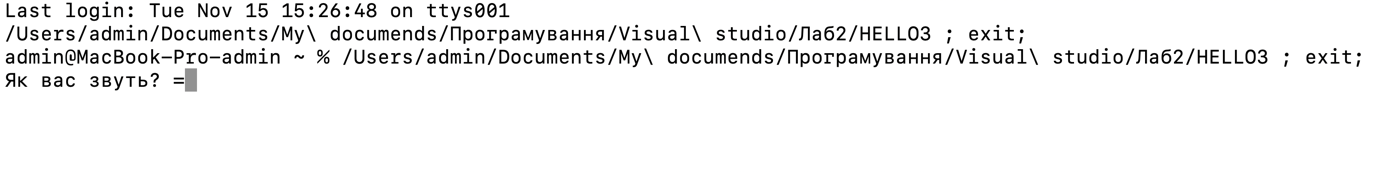 Last login: Tue Nov 15 15:26:48 on ttys001
/Users/admin/Documents/My\ documends/Програмування/Visual\ studio/Лаб2/HELLO3 ; exit;
admin@MacBook-Pro-admin ~ % /Users/admin/Documents/My\ documends/Програмування/Visual\ studio/Лаб2/HELLO3 ; exit;
Як вас звуть? =